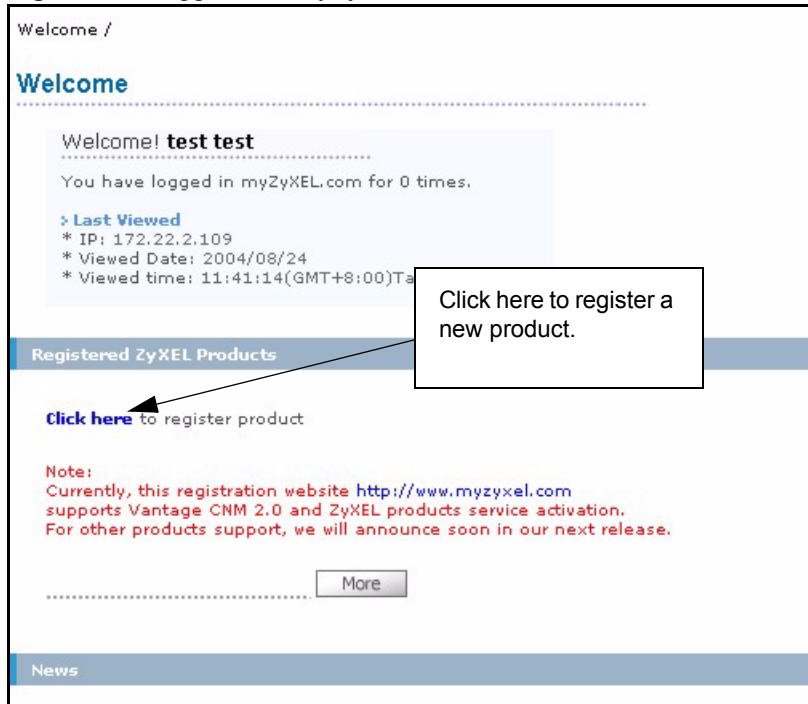 Welcome /
Welcome
Welcome! test test
You have logged in myZyXEL.com for 0 times.
> Last Viewed
* IP: 172.22.2.109
* Viewed Date: 2004/08/24
* Viewed time: 11:41:14(GMT+8:00)Ta
Click here to register a
new product.
Registered ZyXEL Products
Click here to register product
Note:
Currently, this registration website http://www.myzyxel.com
supports Vantage CNM 2.0 and ZyXEL products service activation.
For other products support, we will announce soon in our next release.
More
News